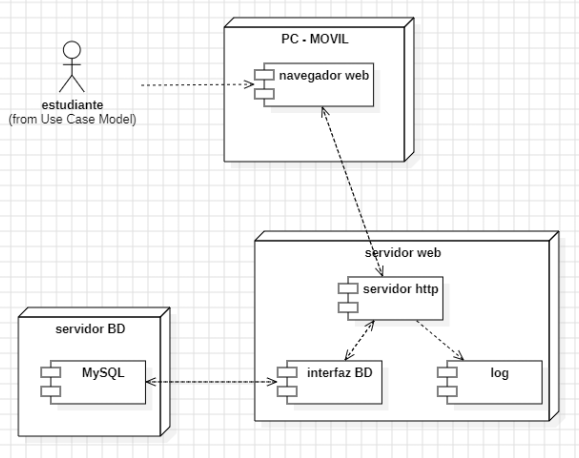 PC - MOVIL
navegador web
estudiante
(from Use Case Model)
servidor web
servidor http
servidor BD
MySQL
interfaz BD
log